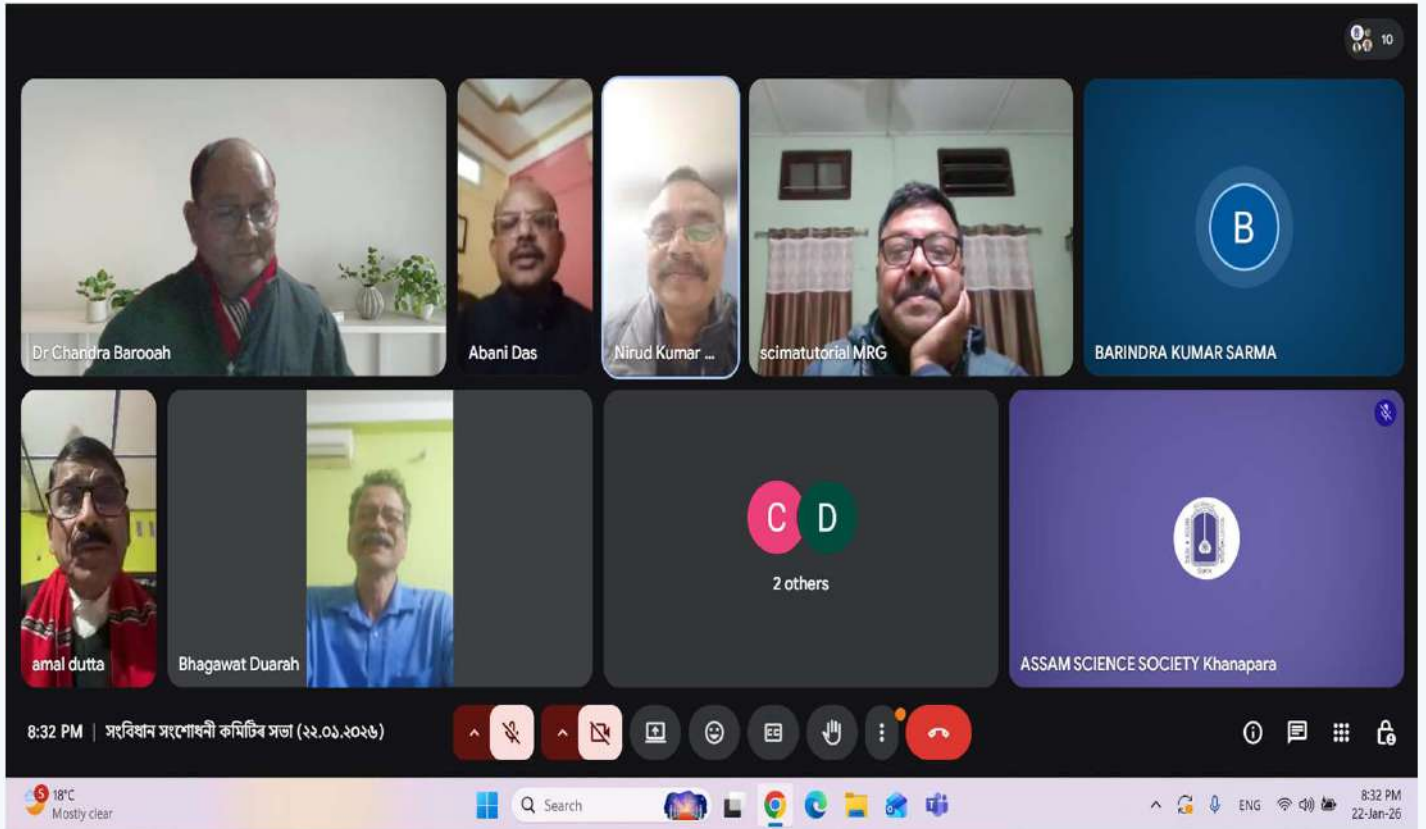 10
Dr Chandra Barooah
Abani Das
Nirud Kumar ...
scimatutorial MRG
B
BARINDRA KUMAR SARMA
amal dutta
Bhagawat Duarah
C D
2 others
ASSAM SCIENCE SOCIETY Khanapara
8:32 PM | সংবিধান সংশোধনী কমিটিৰ সভা (২২.০১.২০২৬)
CC
5
18°C
Mostly clear
Search
ENG
8:32 PM
22-Jan-26